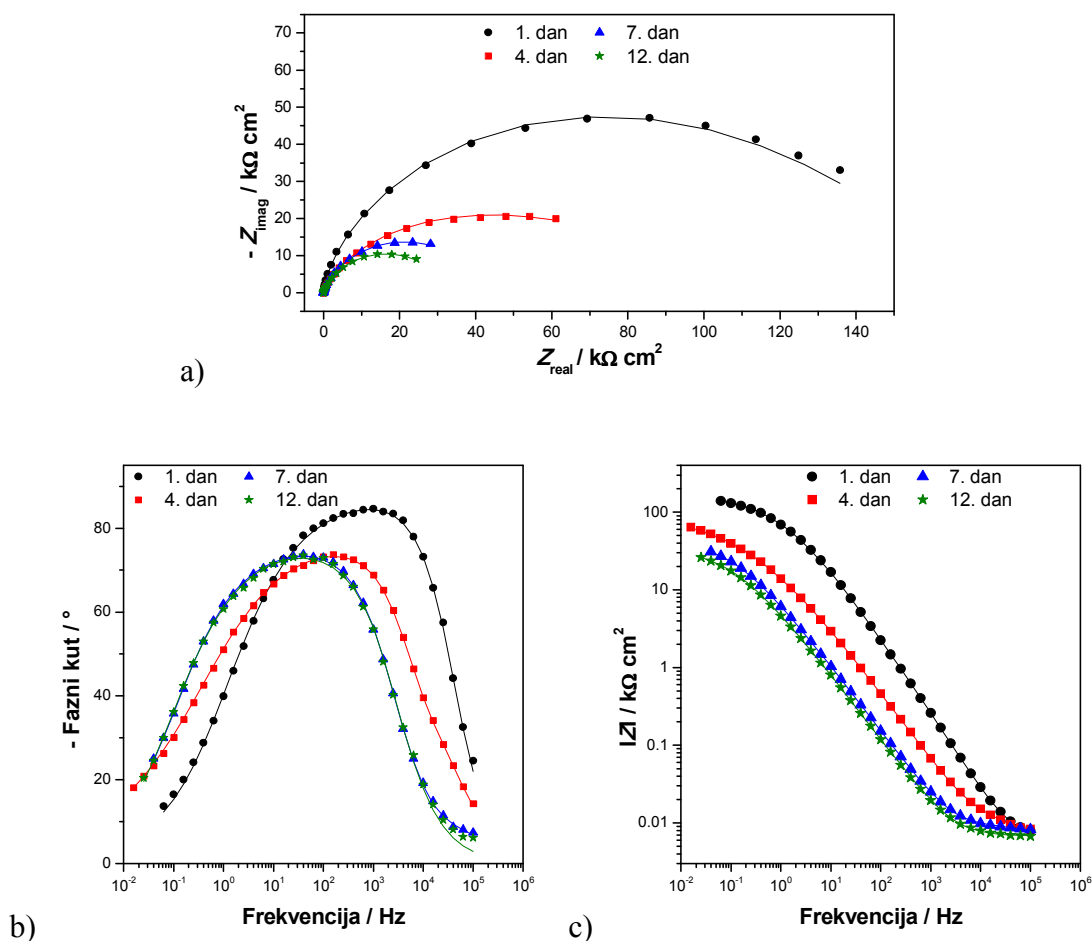 1. dan 7. dan
4. dan 12. dan
70
60
50
40
30
20
10
0
- Zimag / kΩ cm²
0 20 40 60 80 100 120 140
Zreal / kΩ cm²
a)
1. dan 7. dan
4. dan 12. dan
80
60
40
20
0
- Fazni kut / °
10⁻² 10⁻¹ 10⁰ 10¹ 10² 10³ 10⁴ 10⁵ 10⁶
Frekvencija / Hz
b)
1. dan 7. dan
4. dan 12. dan
100
10
1
0.1
0.01
|Z| / kΩ cm²
10⁻² 10⁻¹ 10⁰ 10¹ 10² 10³ 10⁴ 10⁵ 10⁶
Frekvencija / Hz
c)